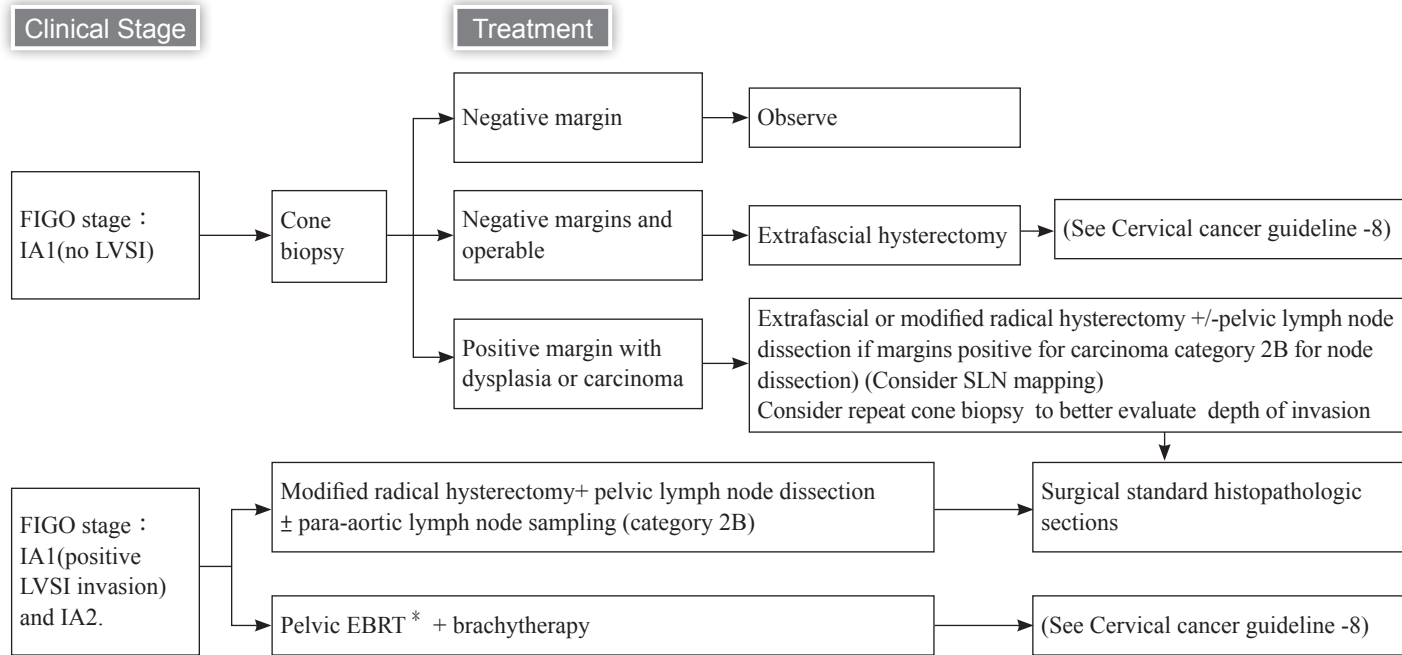 Clinical Stage
Treatment
Negative margin
Observe
FIGO stage：
IA1(no LVSI)
Cone
biopsy
Negative margins and
operable
Extrafascial hysterectomy
(See Cervical cancer guideline -8)
Positive margin with
dysplasia or carcinoma
Extrafascial or modified radical hysterectomy +/-pelvic lymph node
dissection if margins positive for carcinoma category 2B for node
dissection) (Consider SLN mapping)
Consider repeat cone biopsy to better evaluate depth of invasion
FIGO stage：
IA1(positive
LVSI invasion)
and IA2.
Modified radical hysterectomy+ pelvic lymph node dissection
± para-aortic lymph node sampling (category 2B)
Surgical standard histopathologic
sections
Pelvic EBRT * + brachytherapy
(See Cervical cancer guideline -8)